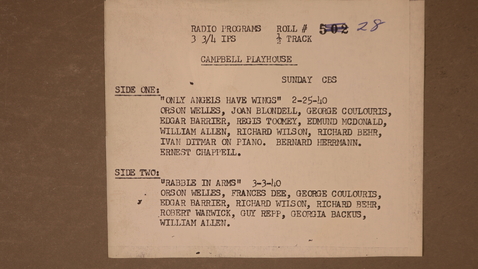 RADIO PROGRAMS ROLL # 502 28
3 3/4 IPS ½ TRACK
CAMPBELL PLAYHOUSE
SUNDAY CBS
SIDE ONE:
"ONLY ANGELS HAVE WINGS" 2-25-40
ORSON WELLES, JOAN BLONDELL, GEORGE COULOURIS,
EDGAR BARRIER, REGIS TOOMEY, EDMUND MCDONALD,
WILLIAM ALLEN, RICHARD WILSON, RICHARD BEHR,
IVAN DITMAR ON PIANO. BERNARD HERRMANN.
ERNEST CHAPPELL.
SIDE TWO:
"RABBLE IN ARMS" 3-3-40
ORSON WELLES, FRANCES DEE, GEORGE COULOURIS,
EDGAR BARRIER, RICHARD WILSON, RICHARD BEHR,
ROBERT WARWICK, GUY REPP, GEORGIA BACKUS,
WILLIAM ALLEN.